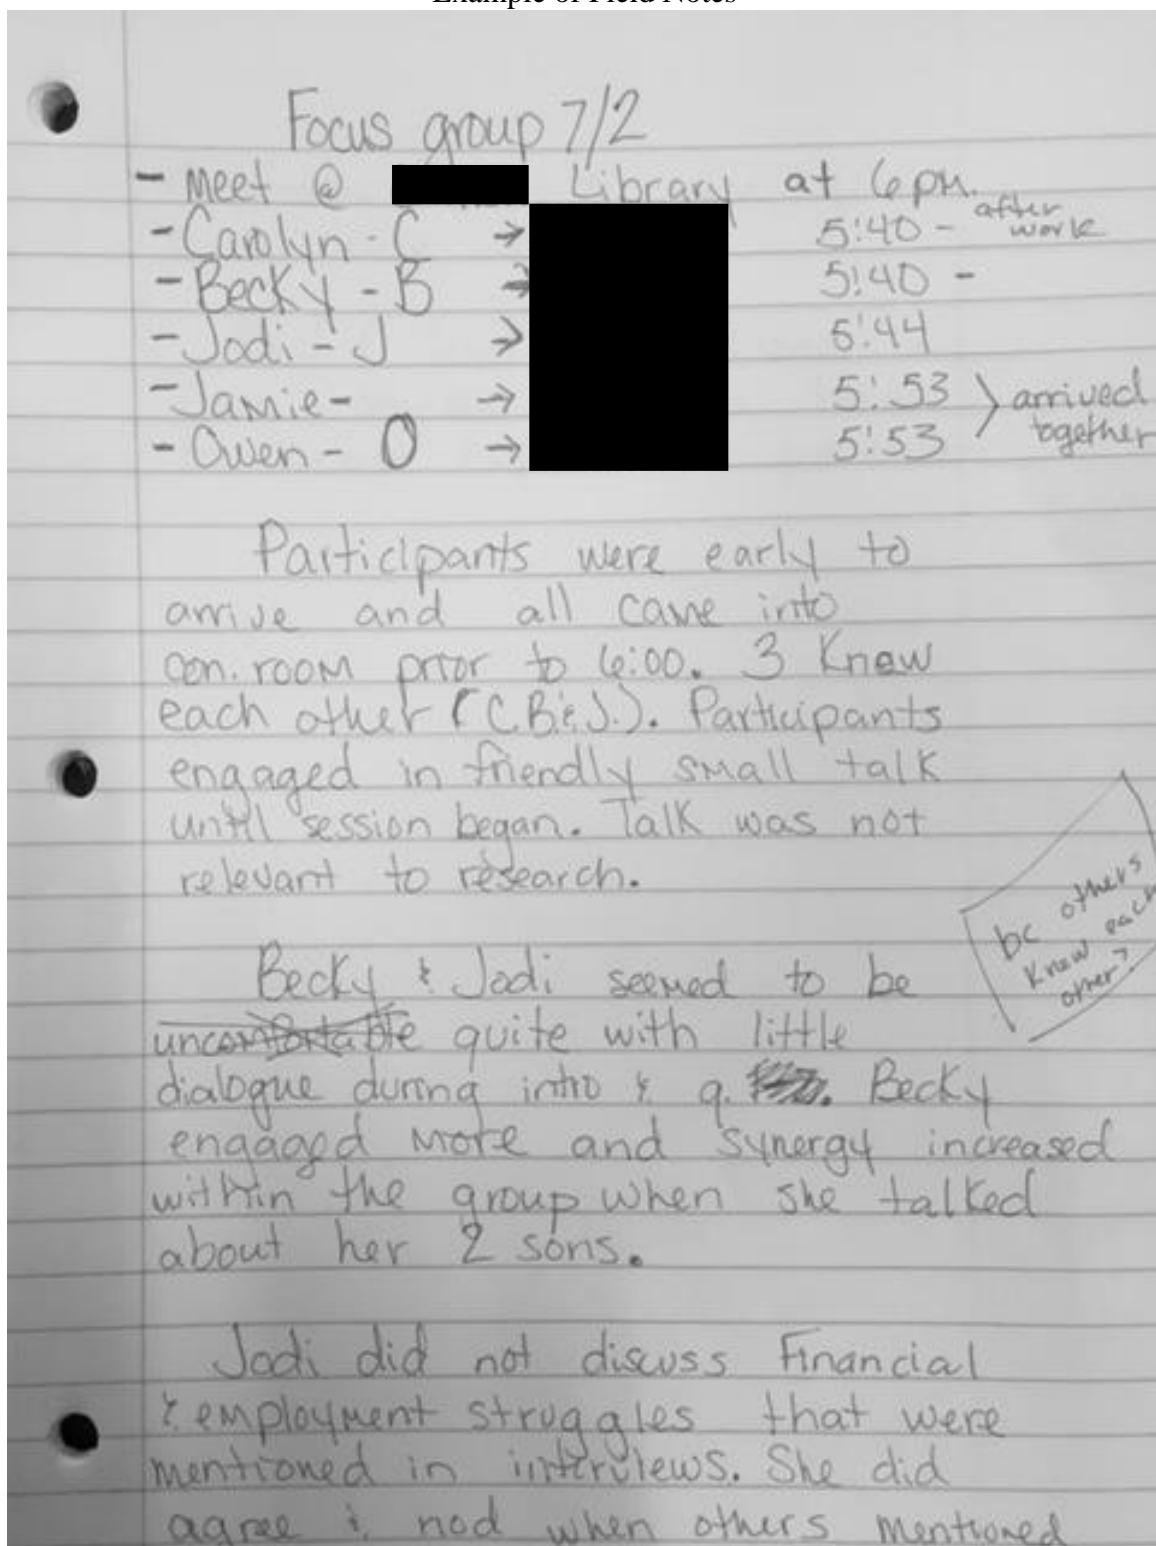 Example of Field Notes
Focus group 7/2
- Meet @ Library at 6pm.
- Carolyn - C → 5:40 - after work
- Becky - B → 5:40 -
- Jodi - J → 5:44
- Jamie - → 5:53 > arrived
- Owen - O → 5:53 together
Participants were early to
arrive and all came into
con. room prior to 6:00. 3 Knew
each other (C.B.&J.). Participants
engaged in friendly small talk
until session began. Talk was not
relevant to research.
bc others
knew each
other?
Becky & Jodi seemed to be
uncomfortable quite with little
dialogue during intro & q. Becky
engaged more and synergy increased
within the group when she talked
about her 2 sons.
Jodi did not discuss Financial
& employment struggles that were
mentioned in interviews. She did
agree & nod when others mentioned